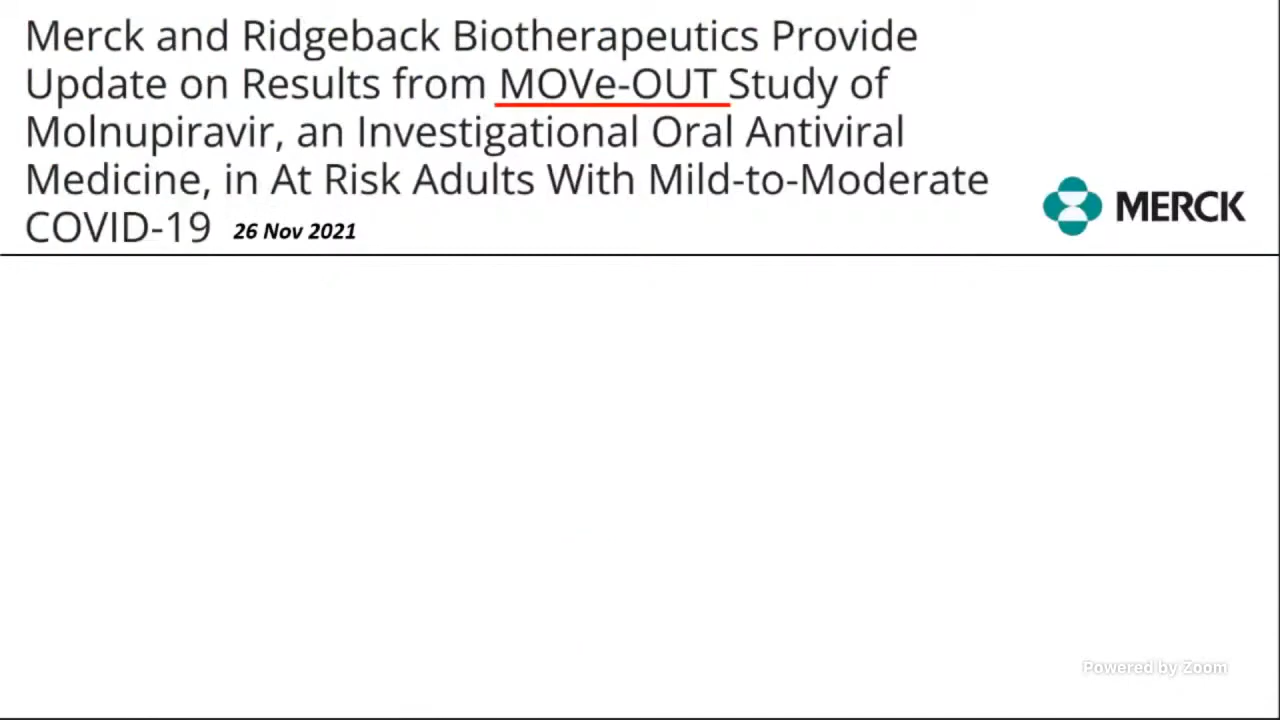 Merck and Ridgeback Biotherapeutics Provide
Update on Results from MOVe-OUT Study of
Molnupiravir, an Investigational Oral Antiviral
Medicine, in At Risk Adults With Mild-to-Moderate
COVID-19 26 Nov 2021
MERCK
Powered by Zoom